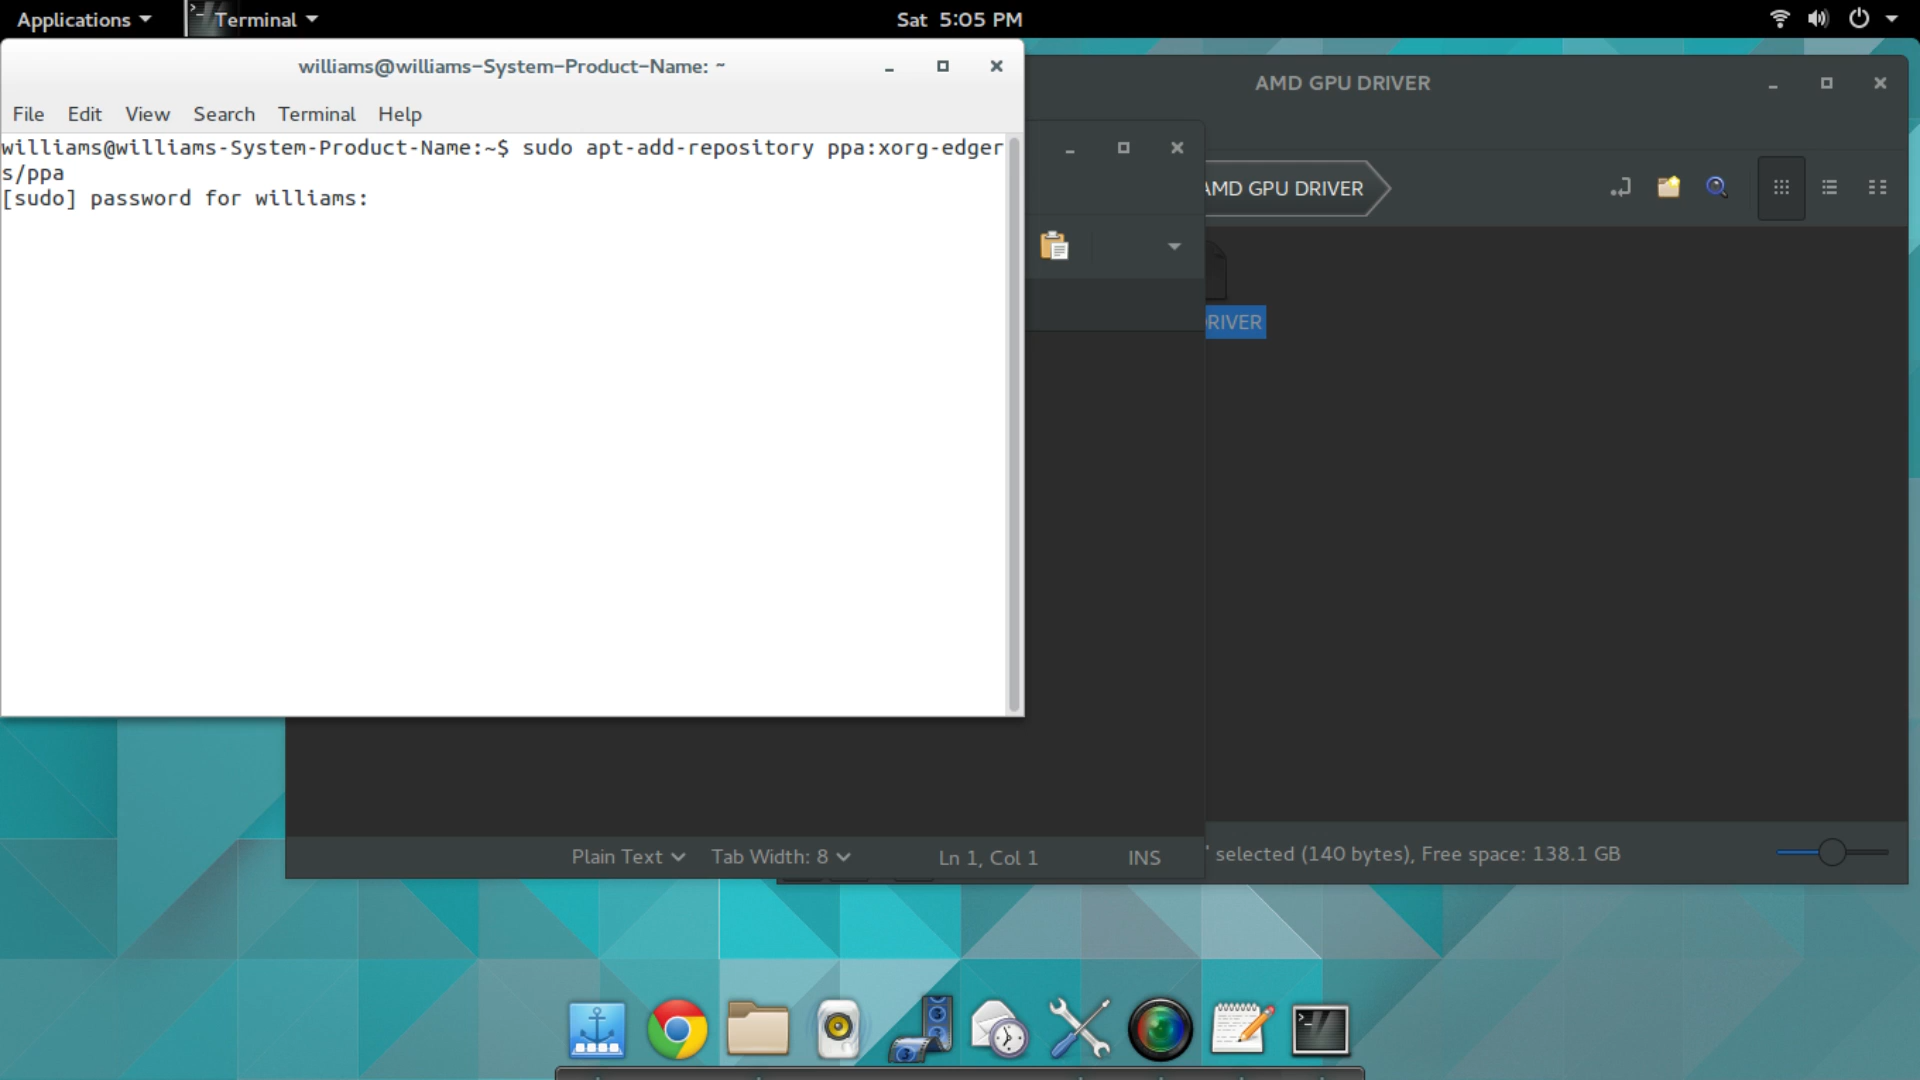 Applications
Terminal
Sat 5:05 PM
williams@williams-System-Product-Name: ~
File Edit View Search Terminal Help
williams@williams-System-Product-Name:~$ sudo apt-add-repository ppa:xorg-edger
s/ppa
[sudo] password for williams:
AMD GPU DRIVER
AMD GPU DRIVER
RIVER
Plain Text
Tab Width: 8
Ln 1, Col 1
INS
" selected (140 bytes), Free space: 138.1 GB